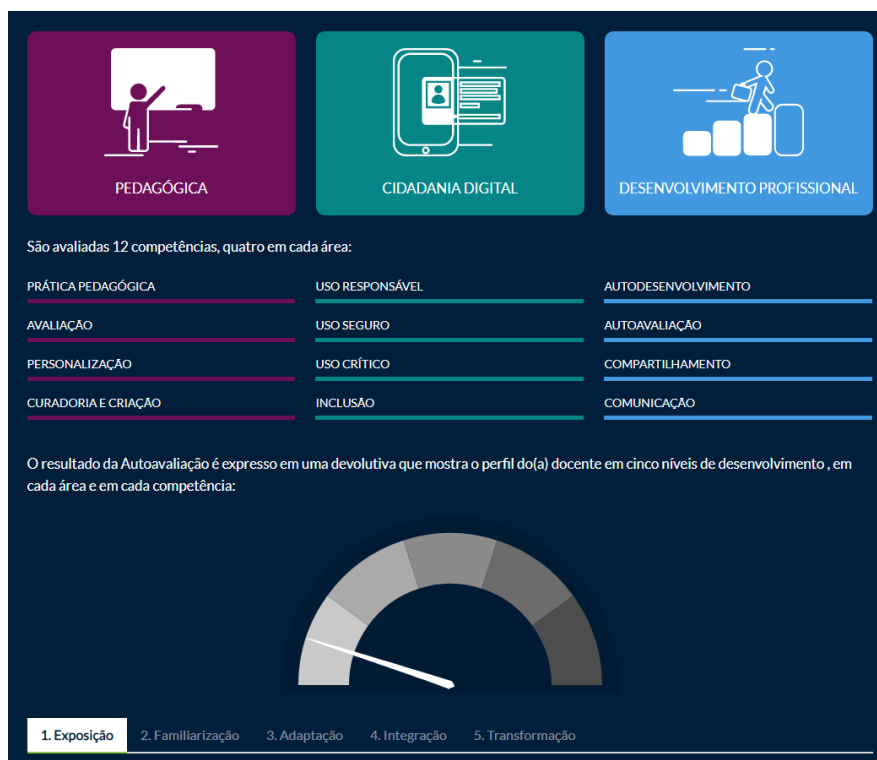 PEDAGÓGICA
CIDADANIA DIGITAL
DESENVOLVIMENTO PROFISSIONAL
São avaliadas 12 competências, quatro em cada área:
PRÁTICA PEDAGÓGICA
USO RESPONSÁVEL
AUTODESENVOLVIMENTO
AVALIAÇÃO
USO SEGURO
AUTOAVALIAÇÃO
PERSONALIZAÇÃO
USO CRÍTICO
COMPARTILHAMENTO
CURADORIA E CRIAÇÃO
INCLUSÃO
COMUNICAÇÃO
O resultado da Autoavaliação é expresso em uma devolutiva que mostra o perfil do(a) docente em cinco níveis de desenvolvimento , em
cada área e em cada competência:
1. Exposição
2. Familiarização
3. Adaptação
4. Integração
5. Transformação